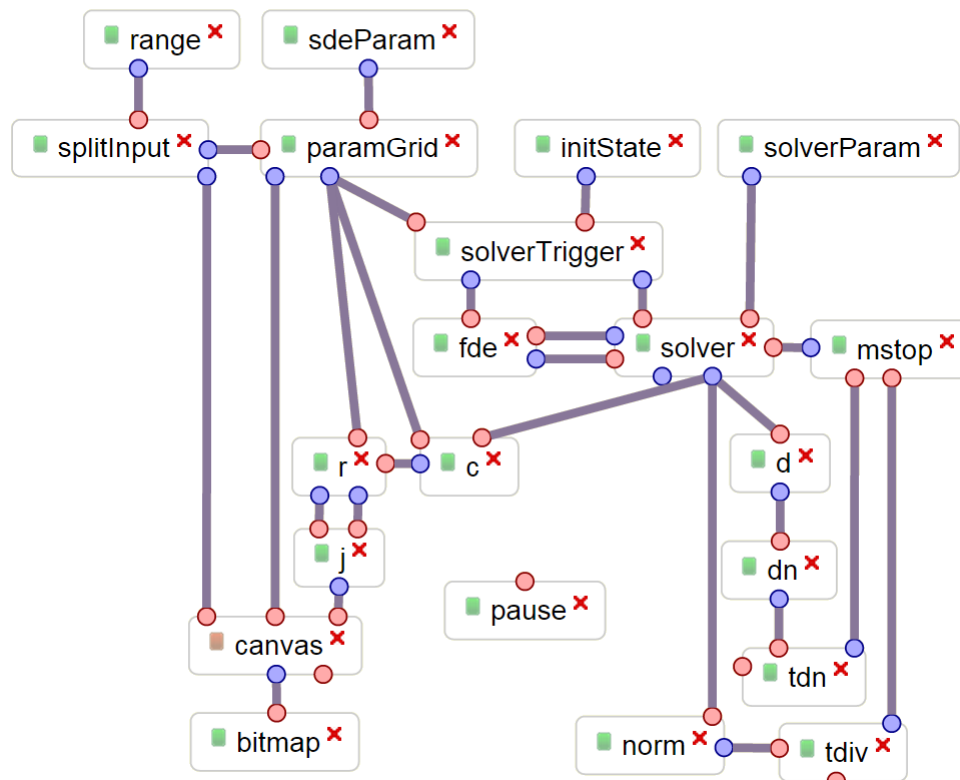 range
sdeParam
splitInput
paramGrid
initState
solverParam
solverTrigger
fde
solver
mstop
r
c
d
j
dn
pause
canvas
tdn
bitmap
norm
tdiv